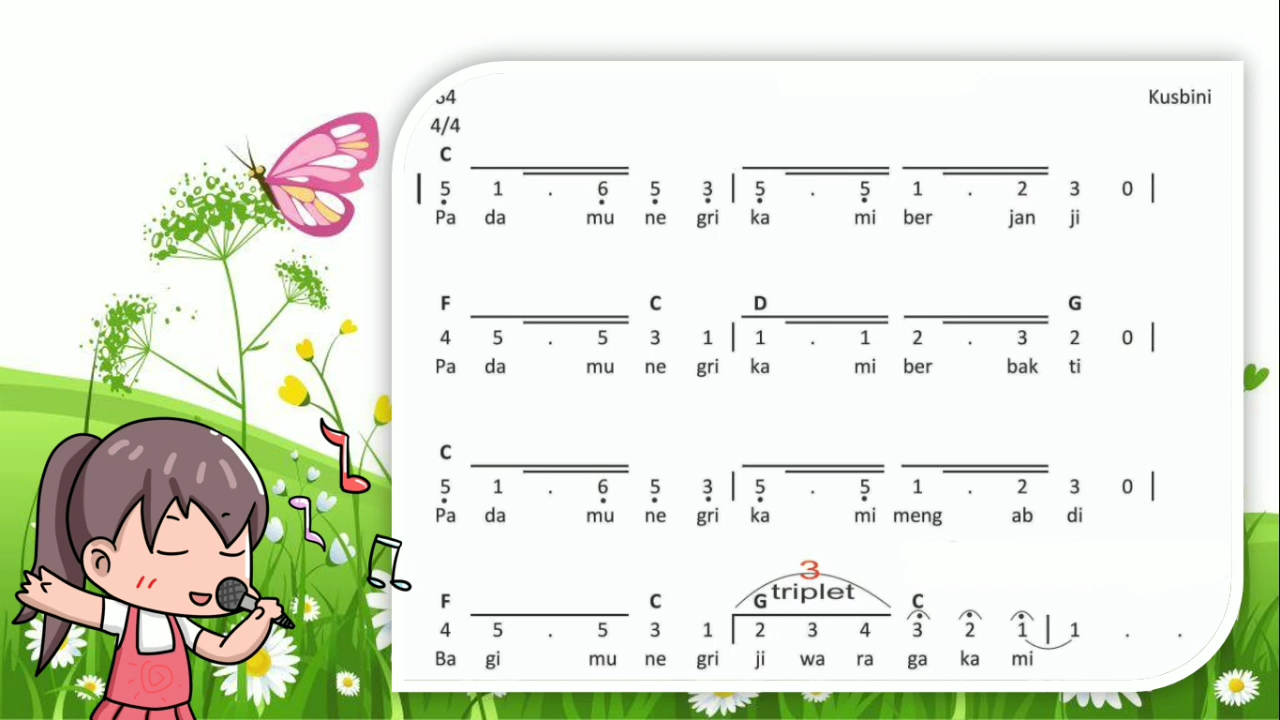 Kusbini
4/4
C
| 5̣ 1 . 6̣ 5̣ 3̣ | 5̣ . 5̣ 1 . 2 3 0 |
Pa da mu ne gri ka mi ber jan ji
F C D G
4 5 . 5 3 1 | 1 . 1 2 . 3 2 0 |
Pa da mu ne gri ka mi ber bak ti
C
5̣ 1 . 6̣ 5̣ 3̣ | 5̣ . 5̣ 1 . 2 3 0 |
Pa da mu ne gri ka mi meng ab di
3
triplet
F C G C
4 5 . 5 3 1 | 2 3 4 3 2 1 | 1 . .
Ba gi mu ne gri ji wa ra ga ka mi